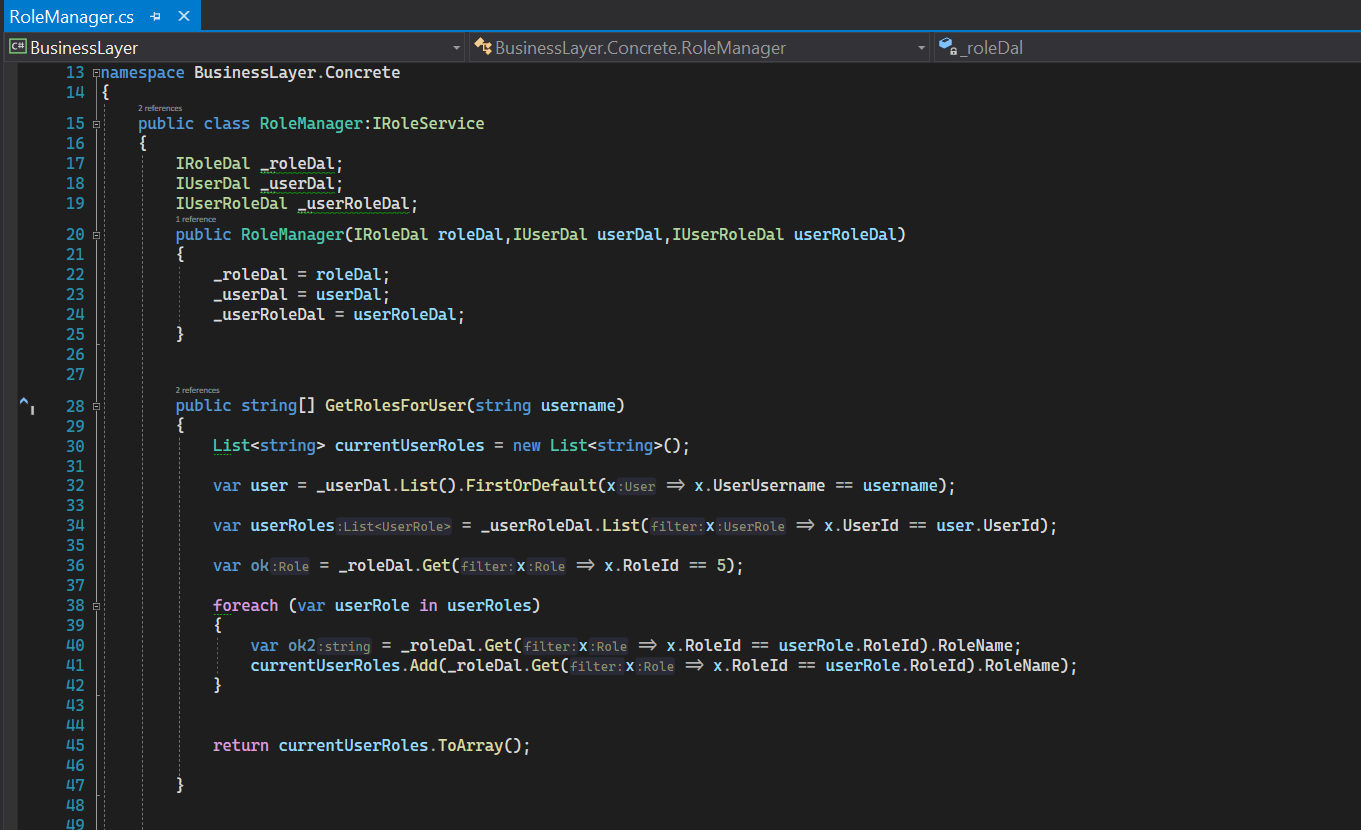 RoleManager.cs
C# BusinessLayer BusinessLayer.Concrete.RoleManager _roleDal
13 namespace BusinessLayer.Concrete
14 {
2 references
15 public class RoleManager:IRoleService
16 {
17 IRoleDal _roleDal;
18 IUserDal _userDal;
19 IUserRoleDal _userRoleDal;
1 reference
20 public RoleManager(IRoleDal roleDal,IUserDal userDal,IUserRoleDal userRoleDal)
21 {
22 _roleDal = roleDal;
23 _userDal = userDal;
24 _userRoleDal = userRoleDal;
25 }
26
27
2 references
28 public string[] GetRolesForUser(string username)
29 {
30 List<string> currentUserRoles = new List<string>();
31
32 var user = _userDal.List().FirstOrDefault(x:User => x.UserUsername == username);
33
34 var userRoles:List<UserRole> = _userRoleDal.List(filter:x:UserRole => x.UserId == user.UserId);
35
36 var ok:Role = _roleDal.Get(filter:x:Role => x.RoleId == 5);
37
38 foreach (var userRole in userRoles)
39 {
40 var ok2:string = _roleDal.Get(filter:x:Role => x.RoleId == userRole.RoleId).RoleName;
41 currentUserRoles.Add(_roleDal.Get(filter:x:Role => x.RoleId == userRole.RoleId).RoleName);
42 }
43
44
45 return currentUserRoles.ToArray();
46
47 }
48
49